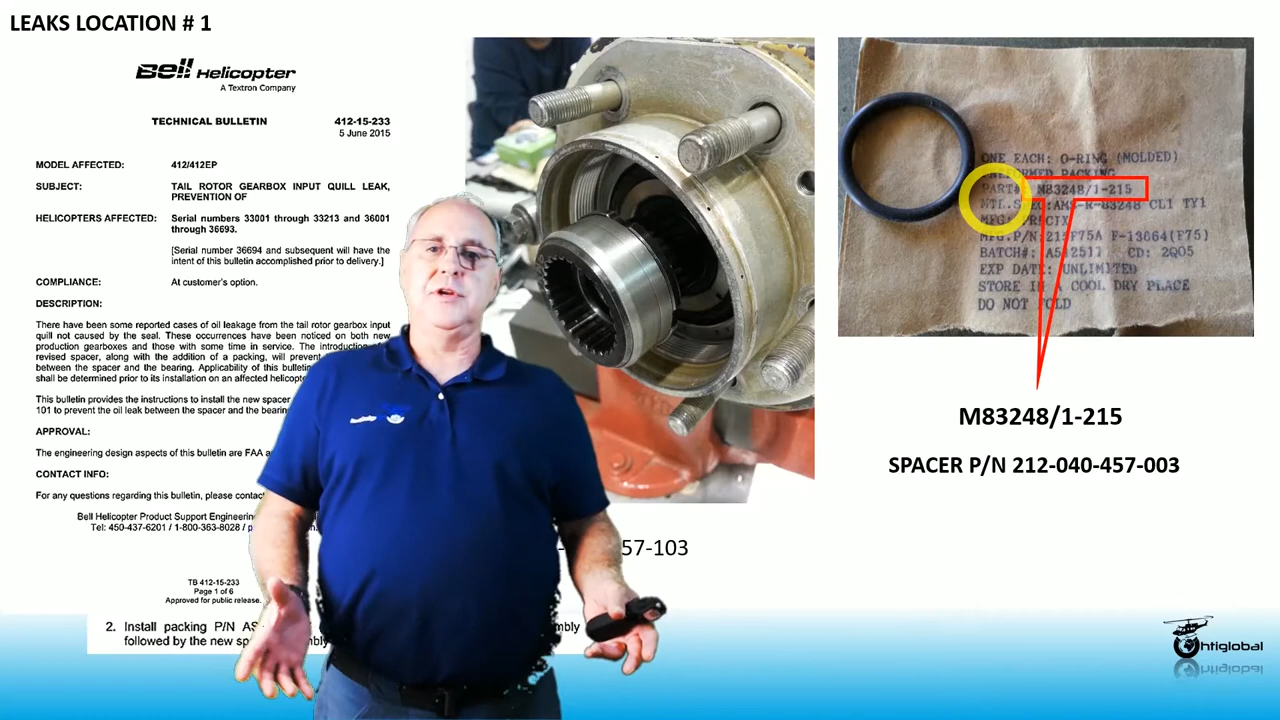 LEAKS LOCATION # 1
Bell Helicopter
A Textron Company
TECHNICAL BULLETIN 412-15-233
5 June 2015
MODEL AFFECTED: 412/412EP
SUBJECT: TAIL ROTOR GEARBOX INPUT QUILL LEAK,
PREVENTION OF
HELICOPTERS AFFECTED: Serial numbers 33001 through 33213 and 36001
through 36693.
[Serial number 36694 and subsequent will have the
intent of this bulletin accomplished prior to delivery.]
COMPLIANCE: At customer's option.
DESCRIPTION:
There have been some reported cases of oil leakage from the tail rotor gearbox input
quill not caused by the seal. These occurrences have been noticed on both new
production gearboxes and those with some time in service. The introduction
revised spacer, along with the addition of a packing, will prevent
between the spacer and the bearing. Applicability of this bulletin
shall be determined prior to its installation on an affected
This bulletin provides the instructions to install the new spacer
101 to prevent the oil leak between the spacer and the
APPROVAL:
The engineering design aspects of this bulletin are FAA
CONTACT INFO:
For any questions regarding this bulletin, please contact
Bell Helicopter Product Support
Tel: 450-437-6201 / 1-800-363-8028 /
TB 412-15-233
Page 1 of 6
Approved for public release.
2. Install packing P/N
followed by the new
57-103
ONE EACH: O-RING (MOLDED)
PREFORMED PACKING
PART# M83248/1-215
CL1 TY1
MFG: PRECIX
F-13664(F75)
BATCH#: CD: 2Q05
EXP DATE: UNLIMITED
STORE IN A COOL DRY PLACE
DO NOT FOLD
M83248/1-215
SPACER P/N 212-040-457-003
htiglobal